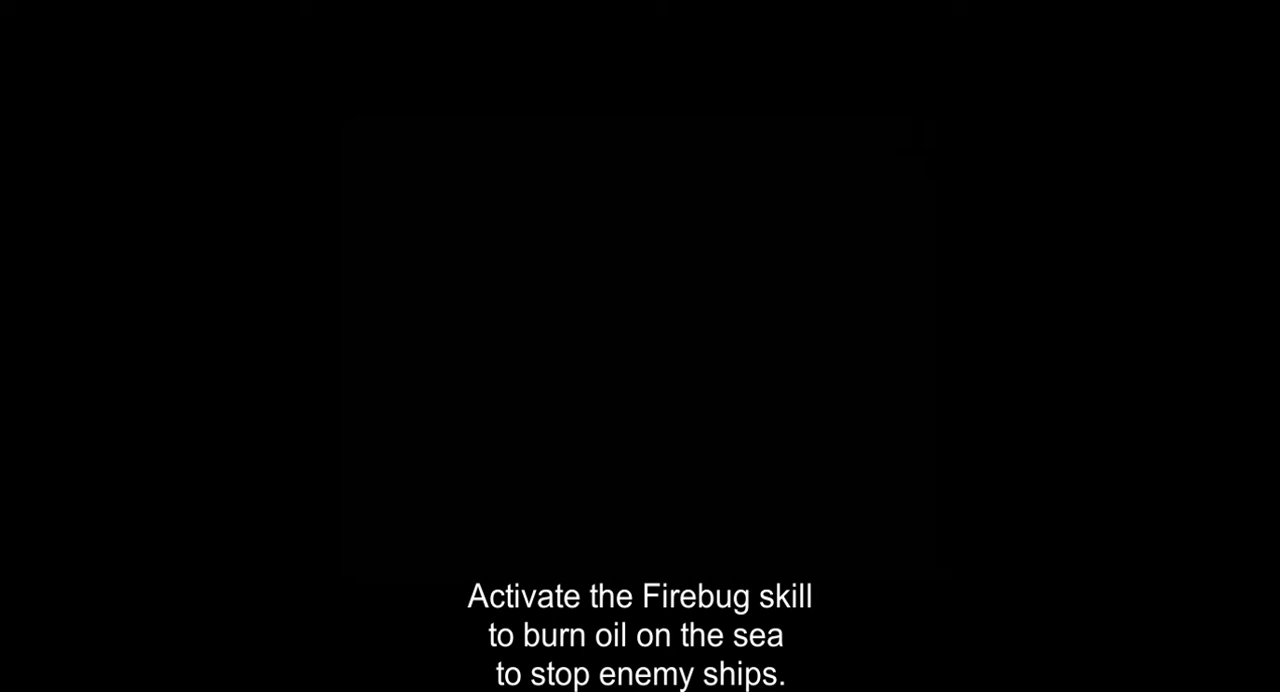 Activate the Firebug skill
to burn oil on the sea
to stop enemy ships.